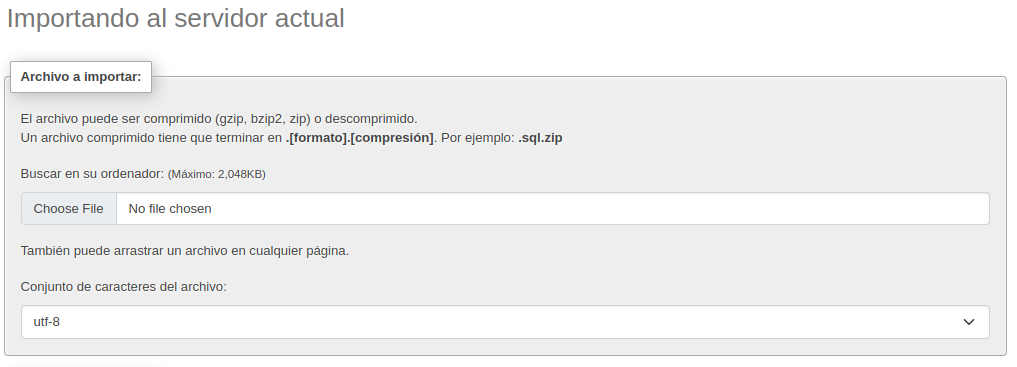 Importando al servidor actual
Archivo a importar:
El archivo puede ser comprimido (gzip, bzip2, zip) o descomprimido.
Un archivo comprimido tiene que terminar en .[formato].[compresión]. Por ejemplo: .sql.zip
Buscar en su ordenador: (Máximo: 2,048KB)
Choose File No file chosen
También puede arrastrar un archivo en cualquier página.
Conjunto de caracteres del archivo:
utf-8